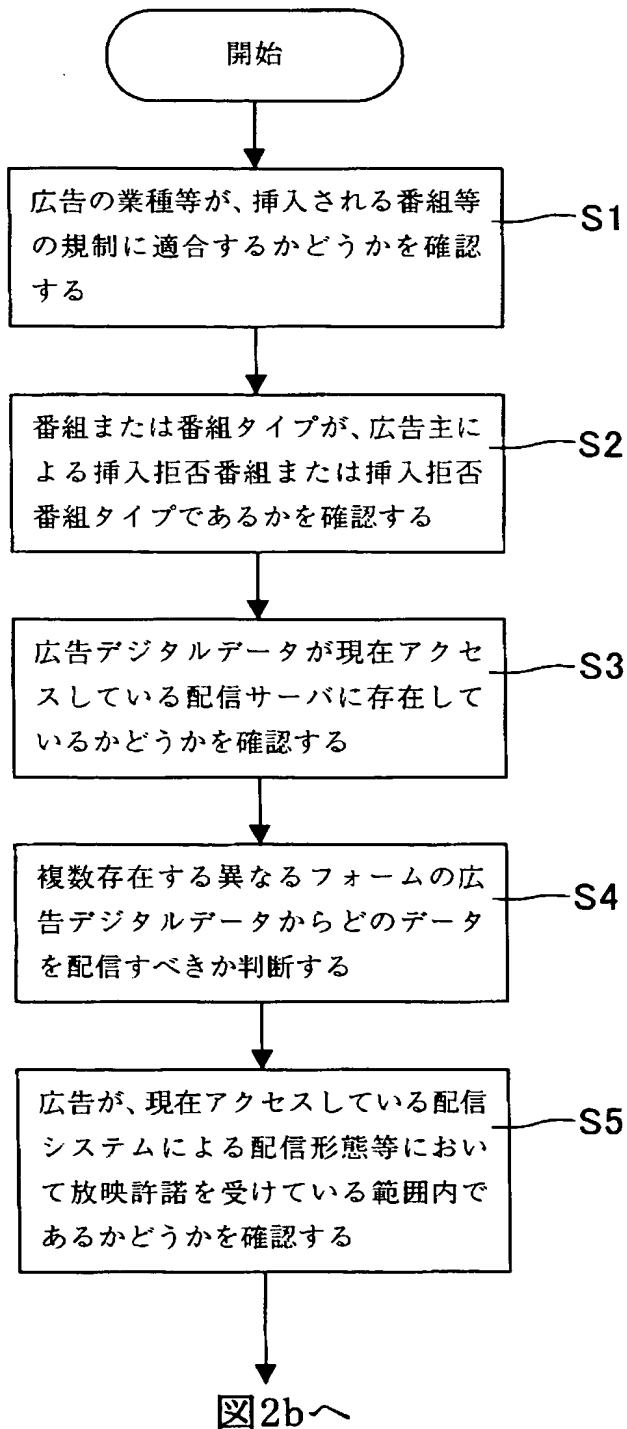 開始
広告の業種等が、挿入される番組等
の規制に適合するかどうかを確認
する
S1
番組または番組タイプが、広告主に
よる挿入拒否番組または挿入拒否
番組タイプであるかを確認する
S2
広告デジタルデータが現在アクセ
スしている配信サーバに存在して
いるかどうかを確認する
S3
複数存在する異なるフォームの広
告デジタルデータからどのデータ
を配信すべきか判断する
S4
広告が、現在アクセスしている配信
システムによる配信形態等におい
て放映許諾を受けている範囲内で
あるかどうかを確認する
S5
図2bへ